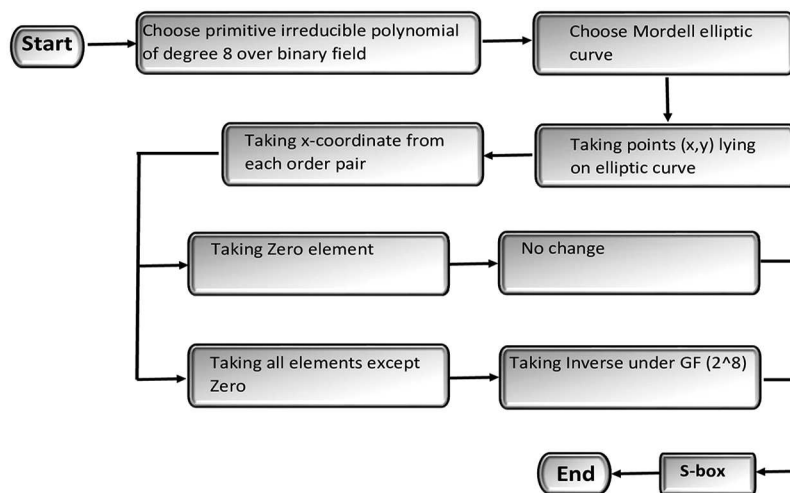 Start
Choose primitive irreducible polynomial
of degree 8 over binary field
Choose Mordell elliptic
curve
Taking x-coordinate from
each order pair
Taking points (x,y) lying
on elliptic curve
Taking Zero element
No change
Taking all elements except
Zero
Taking Inverse under GF (2^8)
End
S-box